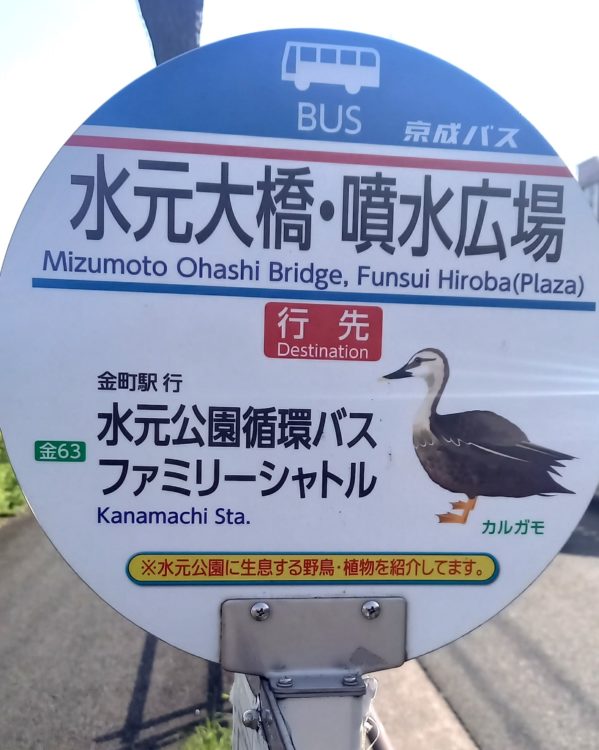 BUS
京成バス
水元大橋・噴水広場
Mizumoto Ohashi Bridge, Funsui Hiroba(Plaza)
行先
Destination
金町駅 行
金63
水元公園循環バス
ファミリーシャトル
Kanamachi Sta.
カルガモ
※水元公園に生息する野鳥・植物を紹介してます。